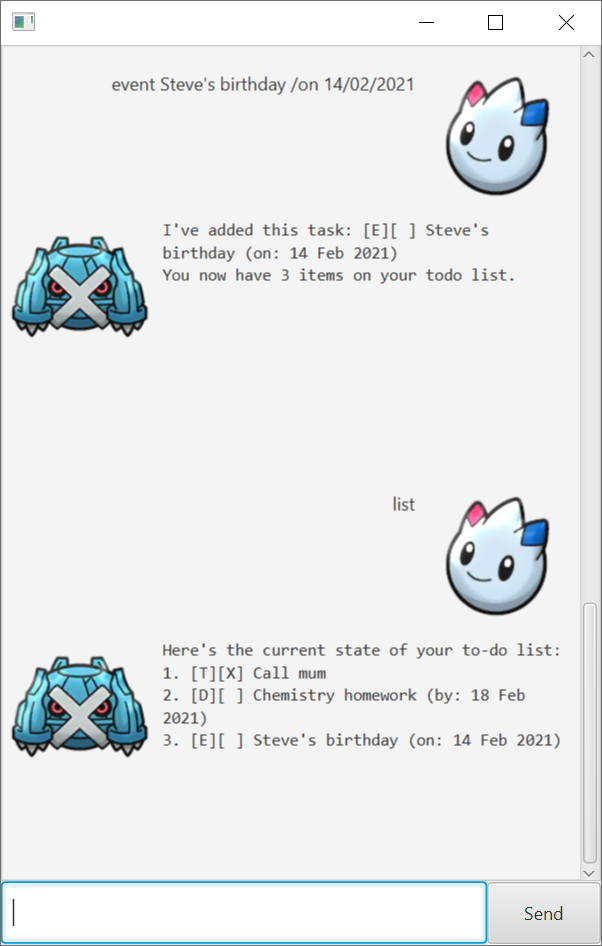 event Steve's birthday /on 14/02/2021
I've added this task: [E][ ] Steve's
birthday (on: 14 Feb 2021)
You now have 3 items on your todo list.
list
Here's the current state of your to-do list:
1. [T][X] Call mum
2. [D][ ] Chemistry homework (by: 18 Feb
2021)
3. [E][ ] Steve's birthday (on: 14 Feb 2021)
Send